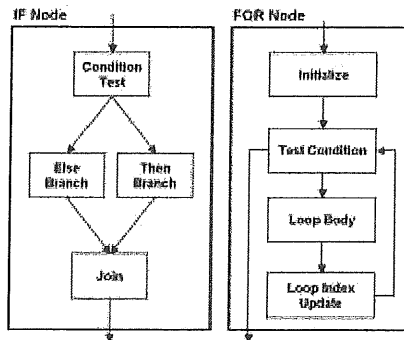 IF Node
Condition
Test
Else
Branch
Then
Branch
Join
FOR Node
Initialize
Test Condition
Loop Body
Loop Index
Update